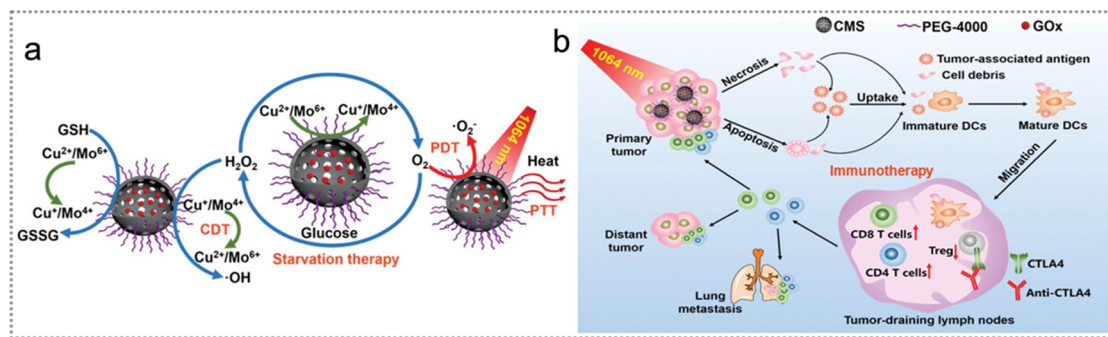 a
GSH
Cu²⁺/Mo⁶⁺
Cu⁺/Mo⁴⁺
GSSG
H₂O₂
Cu⁺/Mo⁴⁺
CDT
Cu²⁺/Mo⁶⁺
·OH
Cu²⁺/Mo⁶⁺
Cu⁺/Mo⁴⁺
Glucose
Starvation therapy
·O₂⁻
PDT
O₂
1064 nm
Heat
PTT
b
CMS
PEG-4000
GOx
1064 nm
Primary
tumor
Necrosis
Apoptosis
Tumor-associated antigen
Cell debris
Uptake
Immature DCs
Mature DCs
Immunotherapy
Migration
Distant
tumor
Lung
metastasis
CD8 T cells
CD4 T cells
Treg
CTLA4
Anti-CTLA4
Tumor-draining lymph nodes